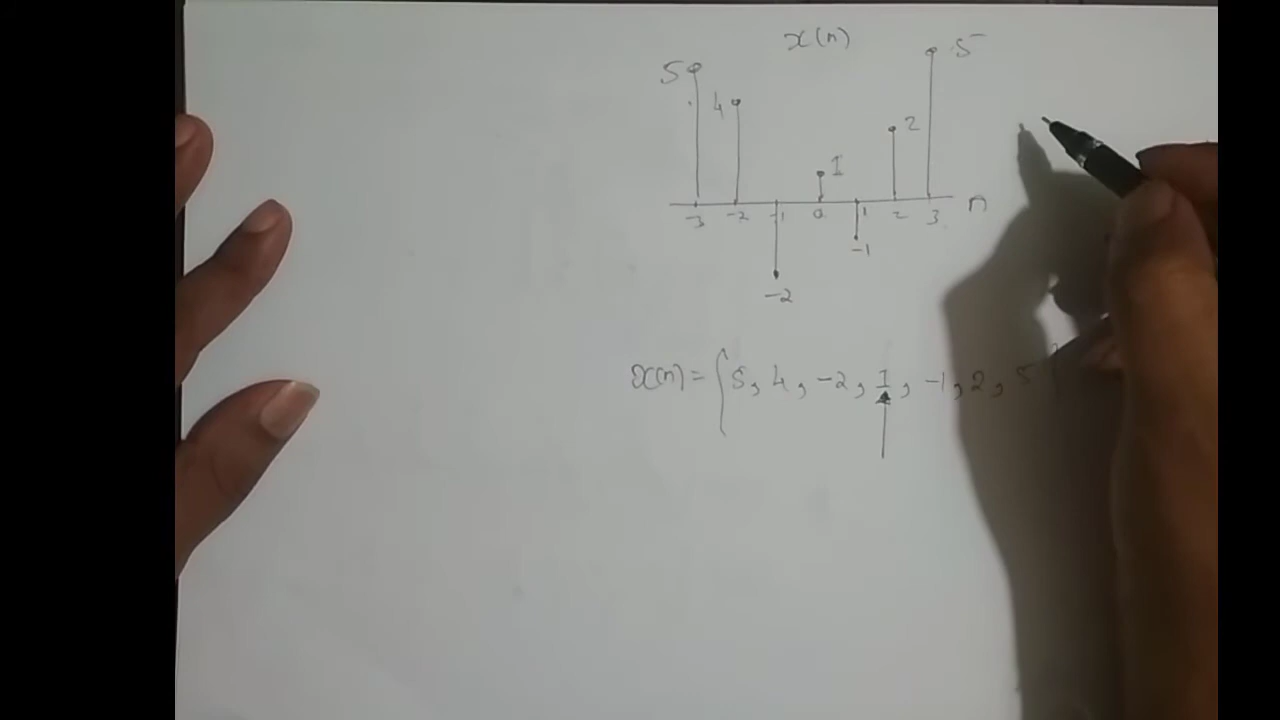 x(n)
5 4 1 2 5
-3 -2 -1 0 1 2 3 n
-2 -1
x(n) = {5, 4, -2, 1, -1, 2, 5}